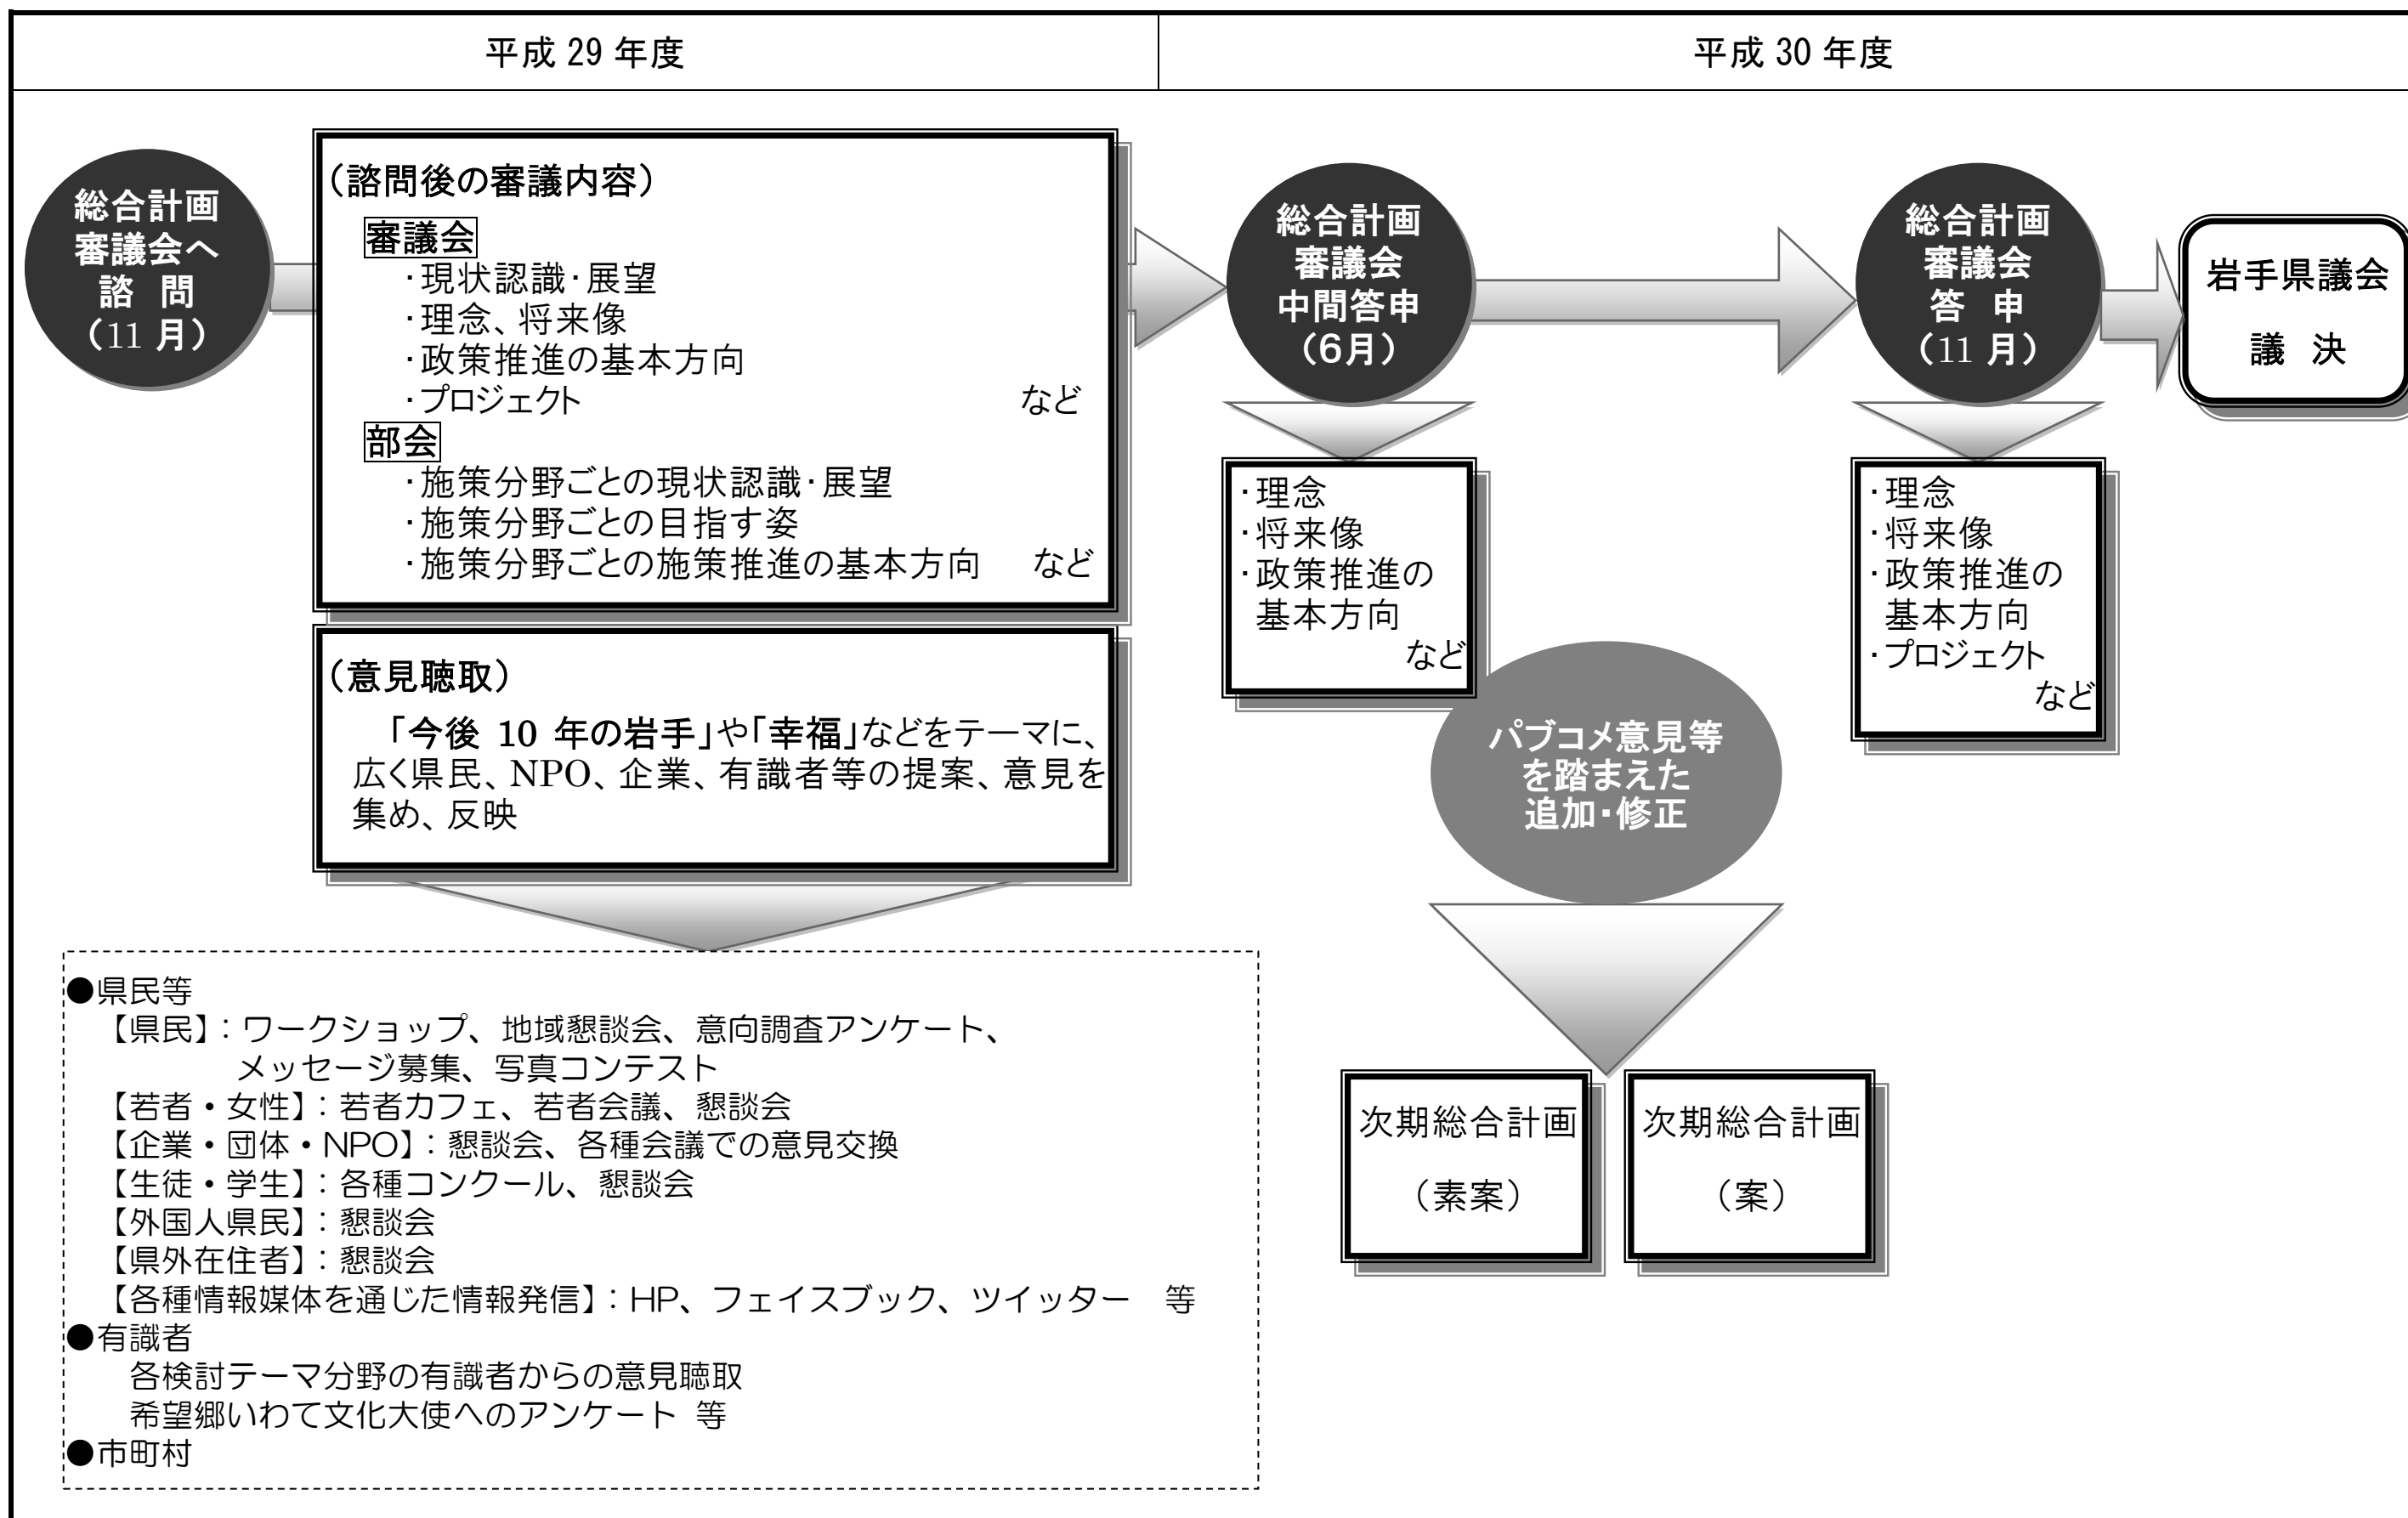 平成 29 年度
平成 30 年度
総合計画
審議会へ
諮 問
（11 月）
（諮問後の審議内容）
審議会
・現状認識・展望
・理念、将来像
・政策推進の基本方向
・プロジェクト　など
部会
・施策分野ごとの現状認識・展望
・施策分野ごとの目指す姿
・施策分野ごとの施策推進の基本方向　など
（意見聴取）
「今後 10 年の岩手」や「幸福」などをテーマに、
広く県民、NPO、企業、有識者等の提案、意見を
集め、反映
●県民等
【県民】：ワークショップ、地域懇談会、意向調査アンケート、
メッセージ募集、写真コンテスト
【若者・女性】：若者カフェ、若者会議、懇談会
【企業・団体・NPO】：懇談会、各種会議での意見交換
【生徒・学生】：各種コンクール、懇談会
【外国人県民】：懇談会
【県外在住者】：懇談会
【各種情報媒体を通じた情報発信】：HP、フェイスブック、ツイッター　等
●有識者
各検討テーマ分野の有識者からの意見聴取
希望郷いわて文化大使へのアンケート 等
●市町村
総合計画
審議会
中間答申
（6月）
・理念
・将来像
・政策推進の
基本方向
など
パブコメ意見等
を踏まえた
追加・修正
次期総合計画
（素案）
次期総合計画
（案）
総合計画
審議会
答 申
（11 月）
・理念
・将来像
・政策推進の
基本方向
・プロジェクト
など
岩手県議会
議 決